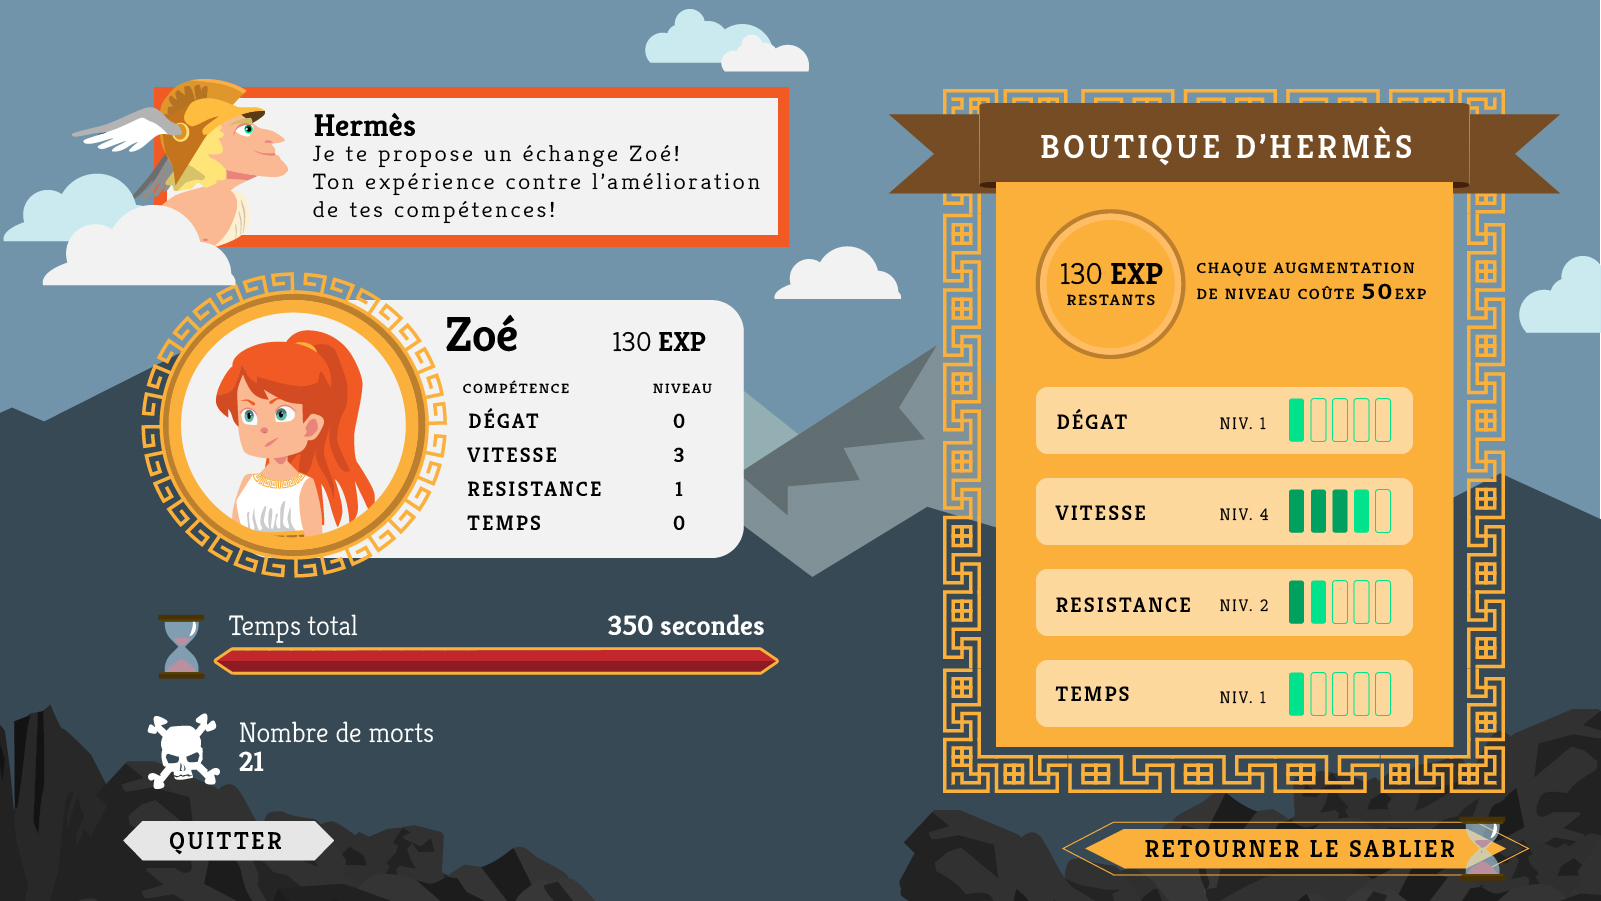 Hermès
Je te propose un échange Zoé!
Ton expérience contre l'amélioration
de tes compétences!
Zoé
130 EXP
COMPÉTENCE NIVEAU
DÉGAT 0
VITESSE 3
RESISTANCE 1
TEMPS 0
Temps total 350 secondes
Nombre de morts
21
QUITTER
BOUTIQUE D'HERMÈS
130 EXP
RESTANTS
CHAQUE AUGMENTATION
DE NIVEAU COÛTE 50 EXP
DÉGAT NIV. 1
VITESSE NIV. 4
RESISTANCE NIV. 2
TEMPS NIV. 1
RETOURNER LE SABLIER